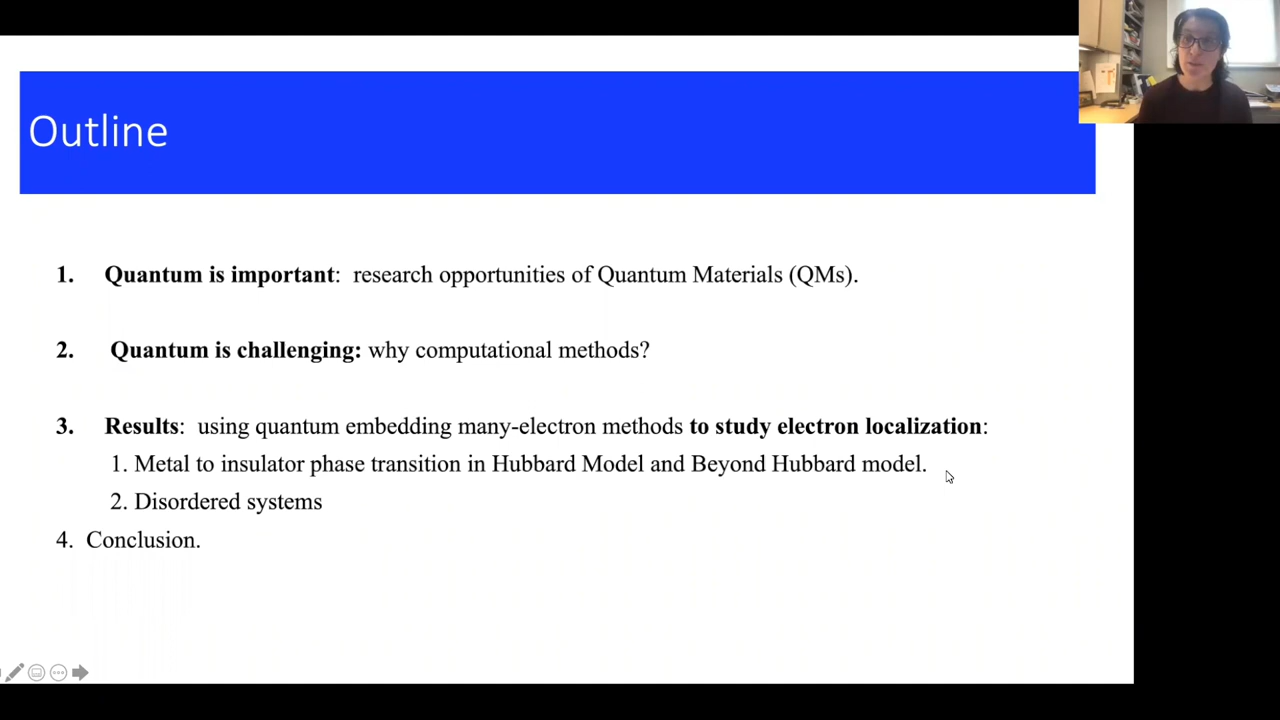 Outline
1. Quantum is important: research opportunities of Quantum Materials (QMs).
2. Quantum is challenging: why computational methods?
3. Results: using quantum embedding many-electron methods to study electron localization:
1. Metal to insulator phase transition in Hubbard Model and Beyond Hubbard model.
2. Disordered systems
4. Conclusion.